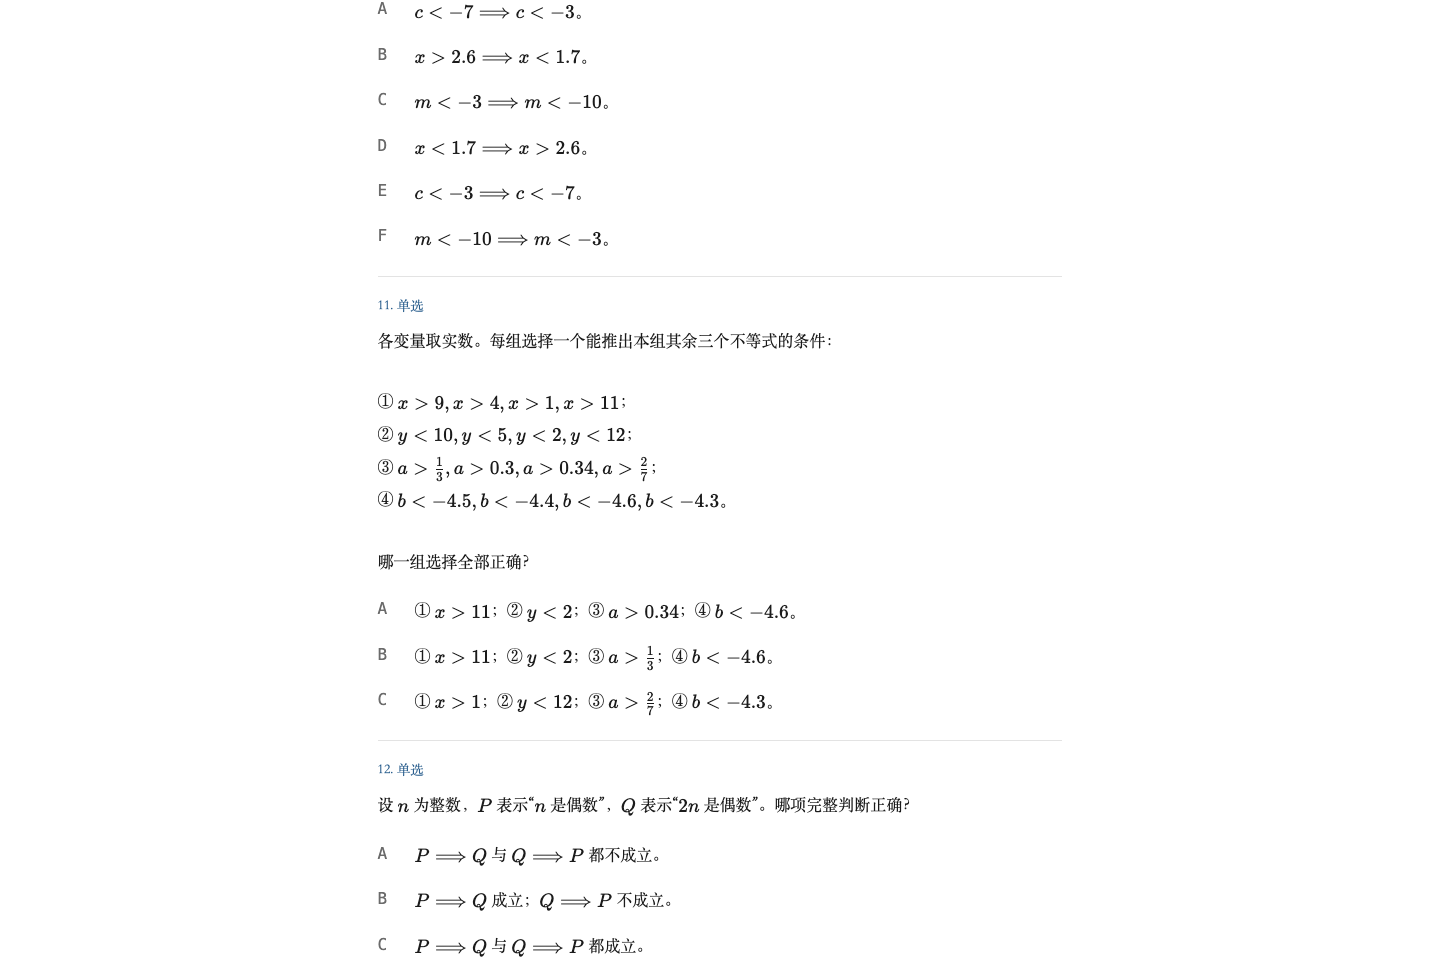 A c < −7 ⟹ c < −3。
B x > 2.6 ⟹ x < 1.7。
C m < −3 ⟹ m < −10。
D x < 1.7 ⟹ x > 2.6。
E c < −3 ⟹ c < −7。
F m < −10 ⟹ m < −3。
11. 单选
各变量取实数。每组选择一个能推出本组其余三个不等式的条件：
① x > 9, x > 4, x > 1, x > 11；
② y < 10, y < 5, y < 2, y < 12；
③ a > 1/3, a > 0.3, a > 0.34, a > 2/7；
④ b < −4.5, b < −4.4, b < −4.6, b < −4.3。
哪一组选择全部正确？
A ① x > 11；② y < 2；③ a > 0.34；④ b < −4.6。
B ① x > 11；② y < 2；③ a > 1/3；④ b < −4.6。
C ① x > 1；② y < 12；③ a > 2/7；④ b < −4.3。
12. 单选
设 n 为整数，P 表示“n 是偶数”，Q 表示“2n 是偶数”。哪项完整判断正确？
A P ⟹ Q 与 Q ⟹ P 都不成立。
B P ⟹ Q 成立；Q ⟹ P 不成立。
C P ⟹ Q 与 Q ⟹ P 都成立。